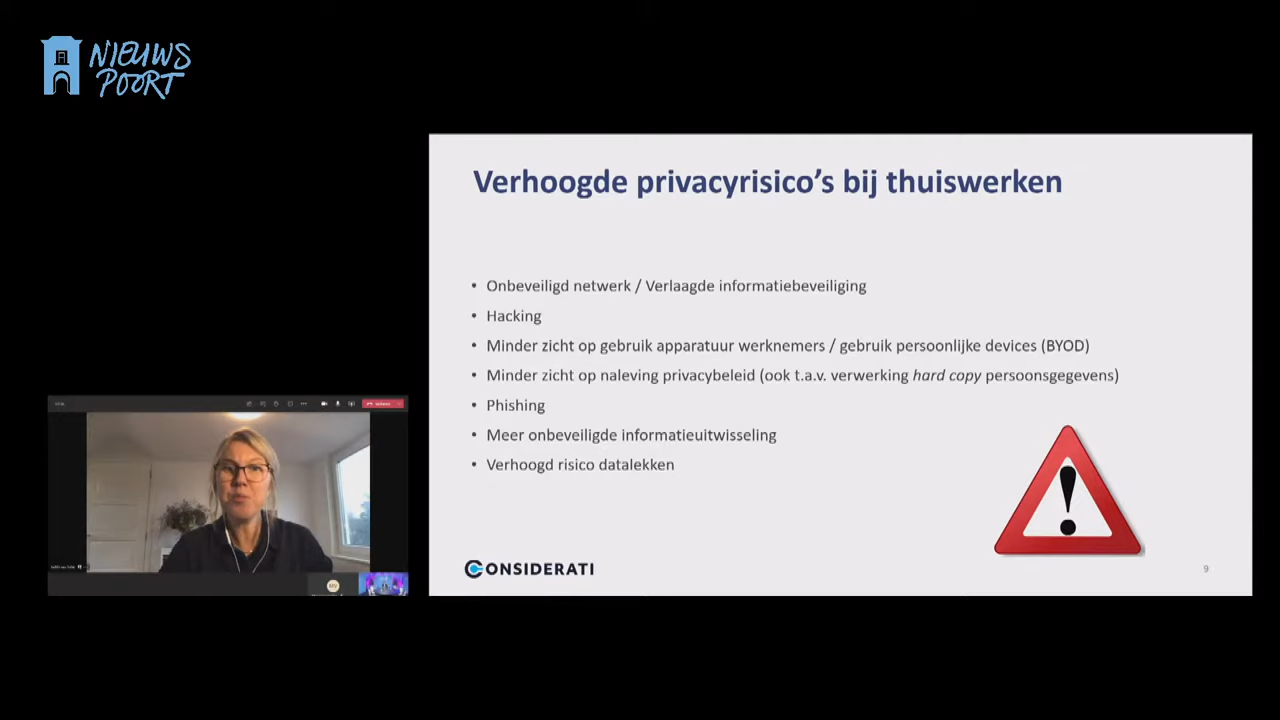 NIEUWS
POORT
Verhoogde privacyrisico's bij thuiswerken
• Onbeveiligd netwerk / Verlaagde informatiebeveiliging
• Hacking
• Minder zicht op gebruik apparatuur werknemers / gebruik persoonlijke devices (BYOD)
• Minder zicht op naleving privacybeleid (ook t.a.v. verwerking hard copy persoonsgegevens)
• Phishing
• Meer onbeveiligde informatieuitwisseling
• Verhoogd risico datalekken
!
CONSIDERATI
9
MV